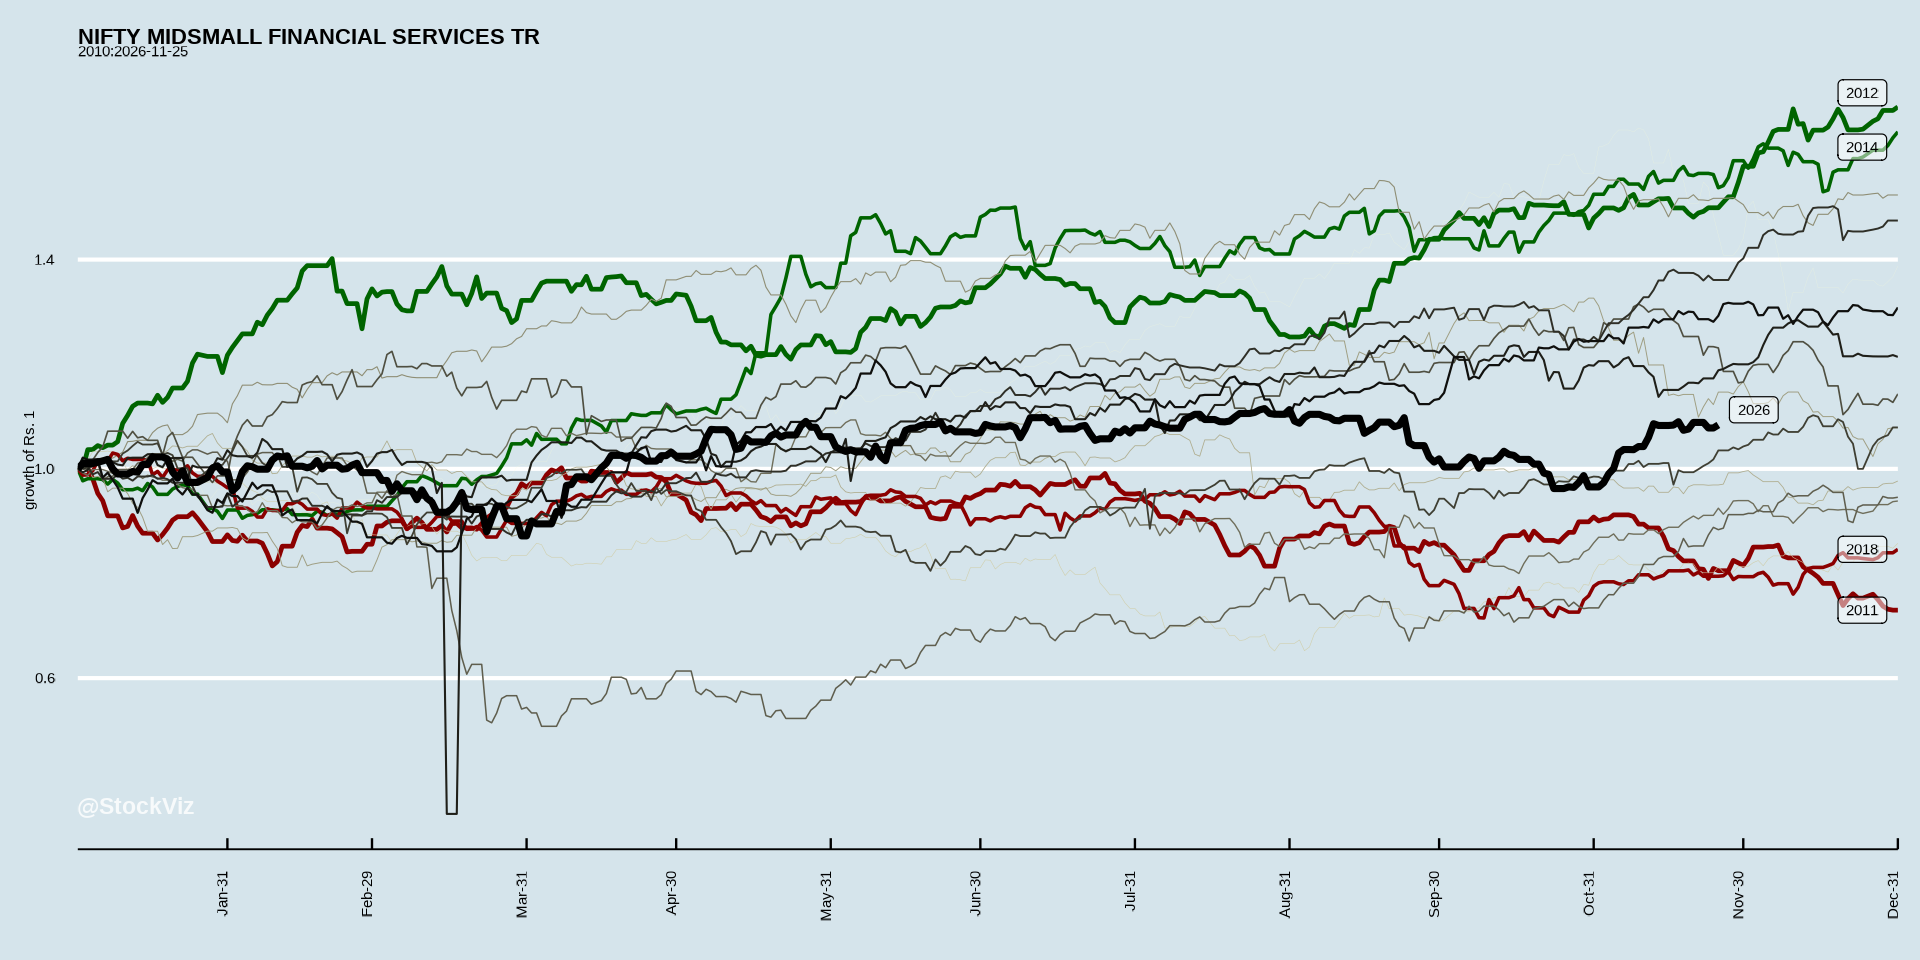 NIFTY MIDSMALL FINANCIAL SERVICES TR
2010:2026-11-25
2012
2014
1.4
growth of Rs. 1
2026
1.0
2018
2011
0.6
@StockViz
Jan-31
Feb-29
Mar-31
Apr-30
May-31
Jun-30
Jul-31
Aug-31
Sep-30
Oct-31
Nov-30
Dec-31